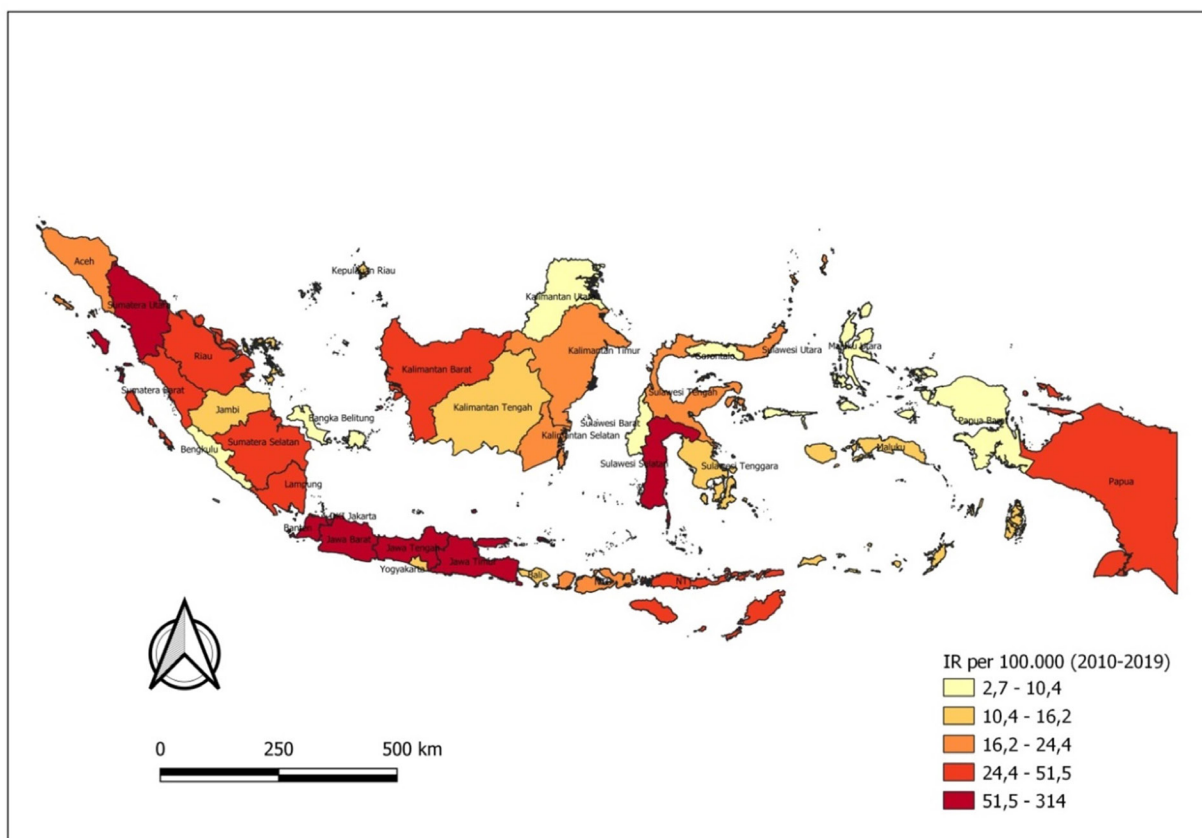 Aceh
Kepulauan Riau
Kalimantan Utara
Sumatera Utara
Maluku Utara
Riau
Kalimantan Timur
Sulawesi Utara
Gorontalo
Kalimantan Barat
Sumatera Barat
Sulawesi Tengah
Jambi
Kalimantan Tengah
Bangka Belitung
Sulawesi Barat
Papua Barat
Kalimantan Selatan
Sumatera Selatan
Bengkulu
Maluku
Sulawesi Selatan
Sulawesi Tenggara
Lampung
Papua
DKI Jakarta
Banten
Jawa Barat
Jawa Tengah
Jawa Timur
Yogyakarta
Bali
IR per 100.000 (2010-2019)
2,7 - 10,4
10,4 - 16,2
16,2 - 24,4
24,4 - 51,5
51,5 - 314
0 250 500 km